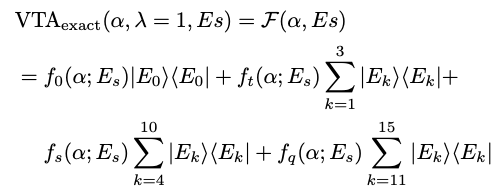 VTA_exact(α, λ = 1, Es) = ℱ(α, Es)
= f_0(α; E_s)|E_0⟩⟨E_0| + f_t(α; E_s) ∑_{k=1}^{3} |E_k⟩⟨E_k|+
f_s(α; E_s) ∑_{k=4}^{10} |E_k⟩⟨E_k| + f_q(α; E_s) ∑_{k=11}^{15} |E_k⟩⟨E_k|